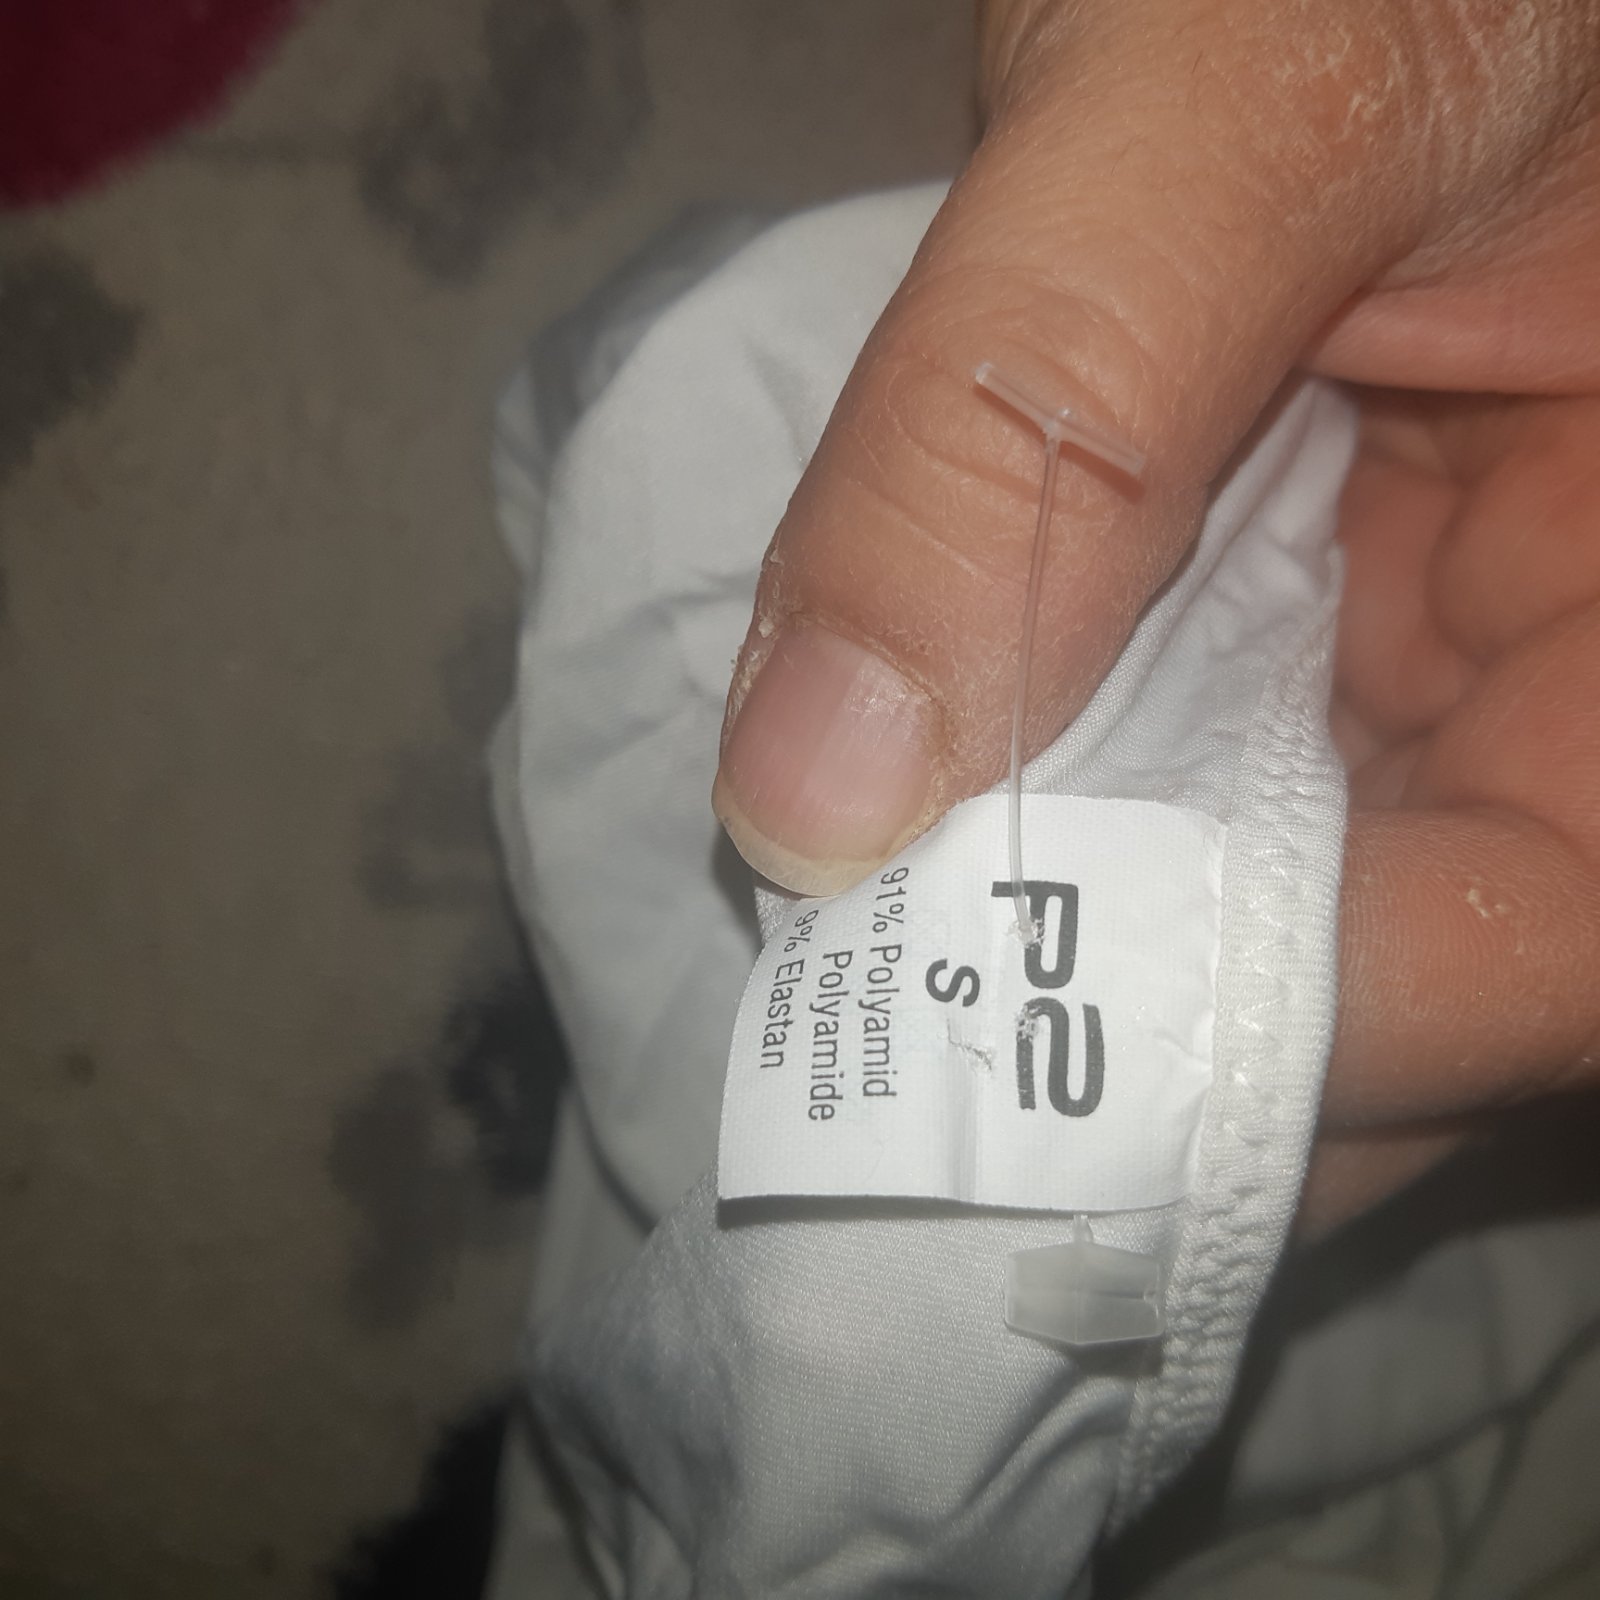 P2
S
91% Polyamid
Polyamide
9% Elastan